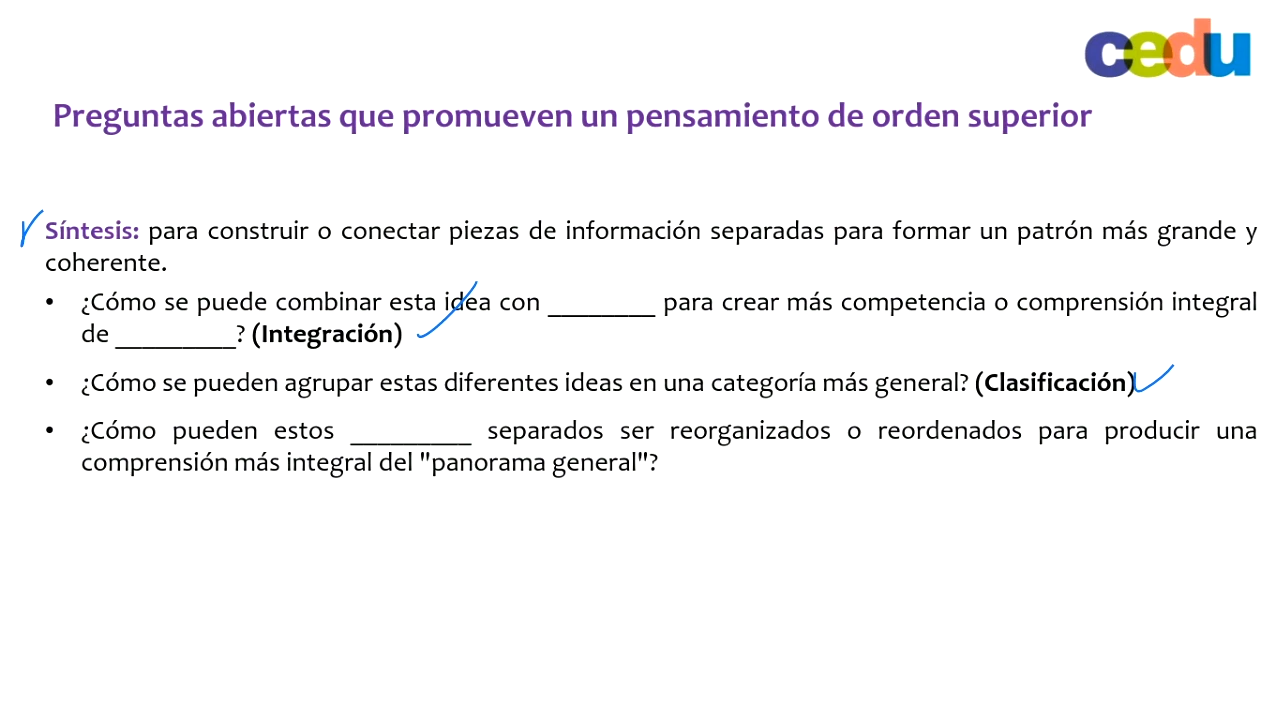 cedu
Preguntas abiertas que promueven un pensamiento de orden superior
Síntesis: para construir o conectar piezas de información separadas para formar un patrón más grande y
coherente.
• ¿Cómo se puede combinar esta idea con ________ para crear más competencia o comprensión integral
de _________? (Integración)
• ¿Cómo se pueden agrupar estas diferentes ideas en una categoría más general? (Clasificación)
• ¿Cómo pueden estos _________ separados ser reorganizados o reordenados para producir una
comprensión más integral del "panorama general"?